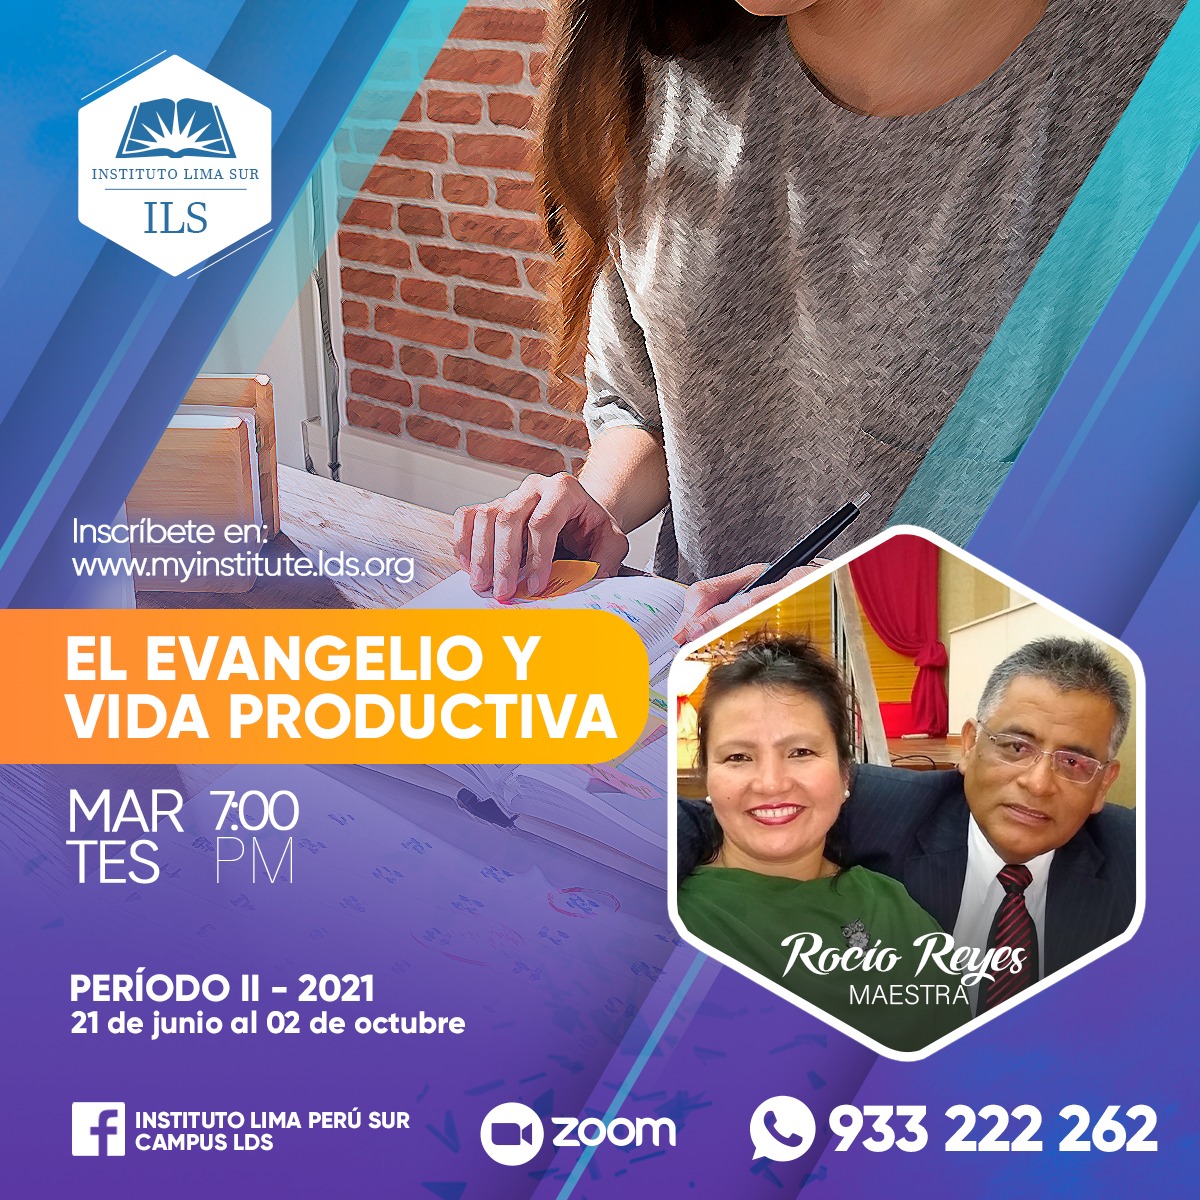 INSTITUTO LIMA SUR
ILS
Inscríbete en:
www.myinstitute.lds.org
EL EVANGELIO Y
VIDA PRODUCTIVA
MAR 7:00
TES PM
Rocío Reyes
MAESTRA
PERÍODO II - 2021
21 de junio al 02 de octubre
INSTITUTO LIMA PERÚ SUR
CAMPUS LDS
zoom
933 222 262